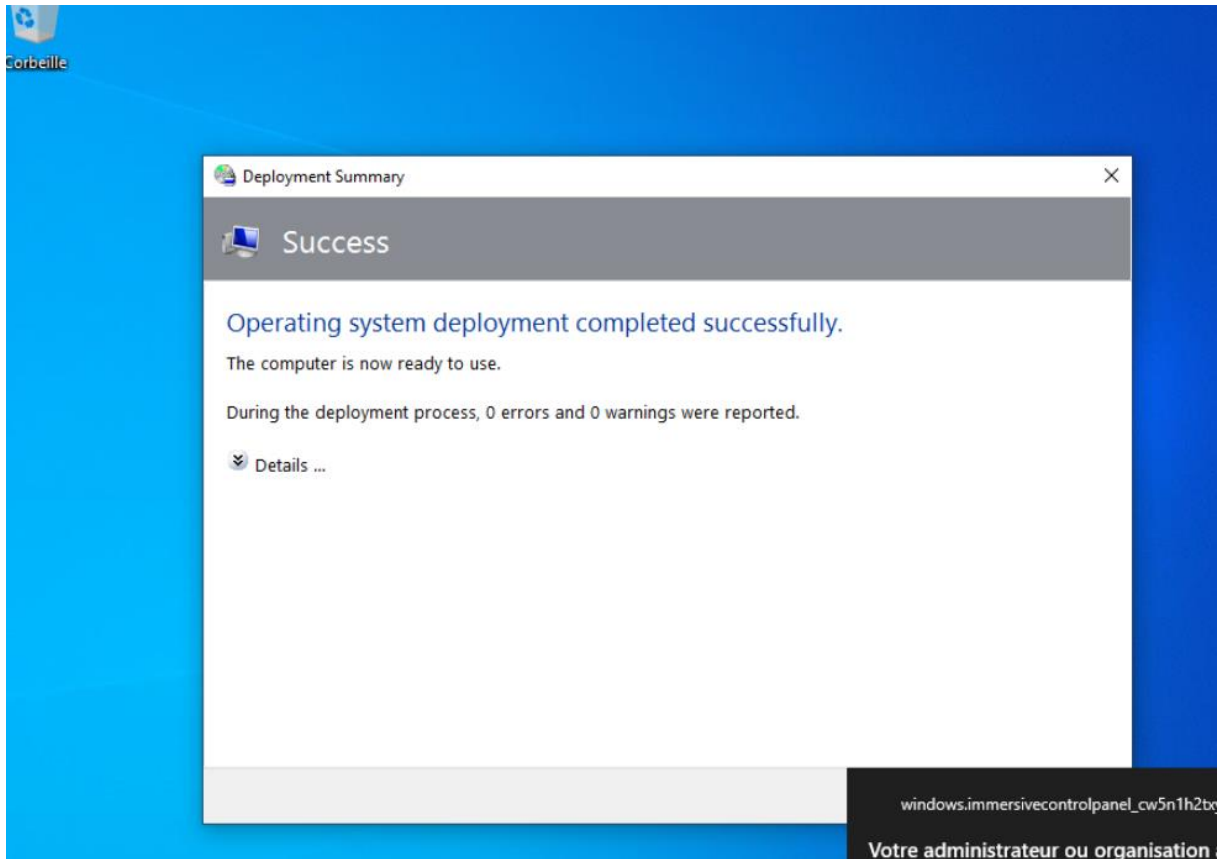 Corbeille
Deployment Summary
Success
Operating system deployment completed successfully.
The computer is now ready to use.
During the deployment process, 0 errors and 0 warnings were reported.
Details ...
windows.immersivecontrolpanel_cw5n1h2txy
Votre administrateur ou organisation